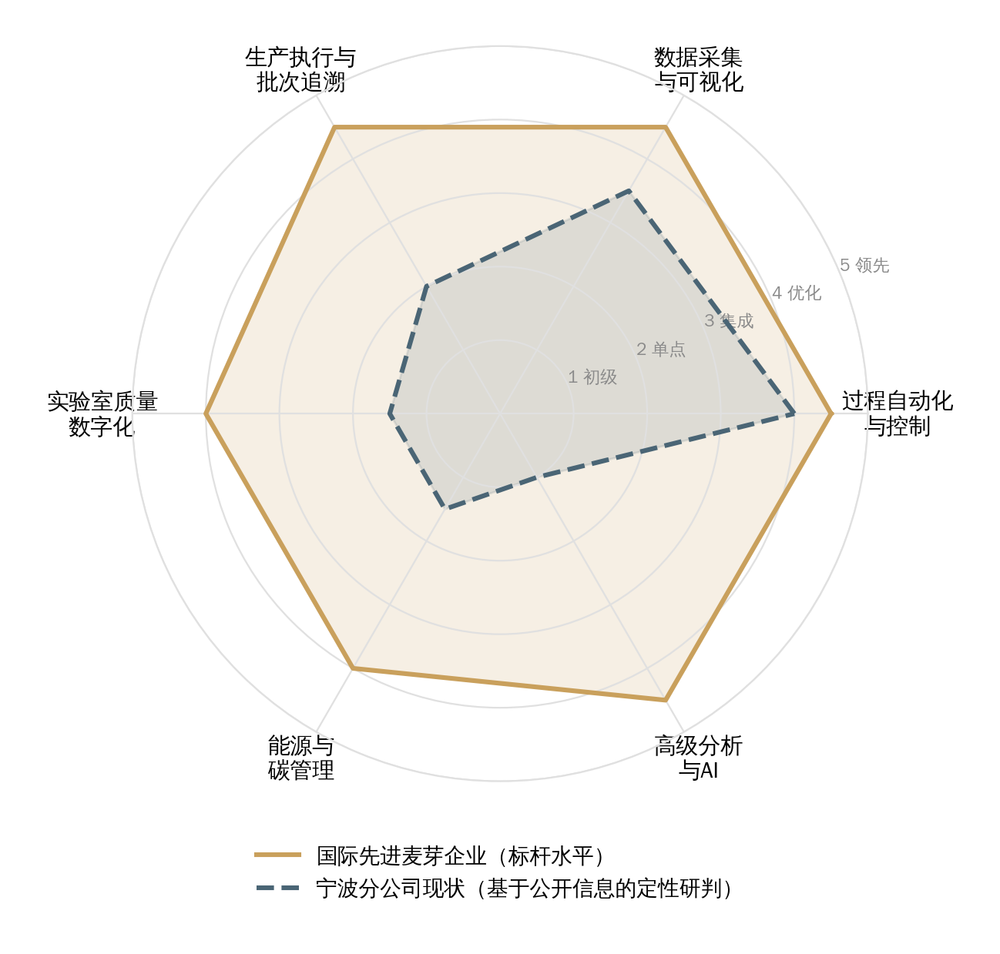 生产执行与
批次追溯
数据采集
与可视化
5 领先
4 优化
3 集成
2 单点
1 初级
实验室质量
数字化
过程自动化
与控制
能源与
碳管理
高级分析
与AI
国际先进麦芽企业（标杆水平）
宁波分公司现状（基于公开信息的定性研判）